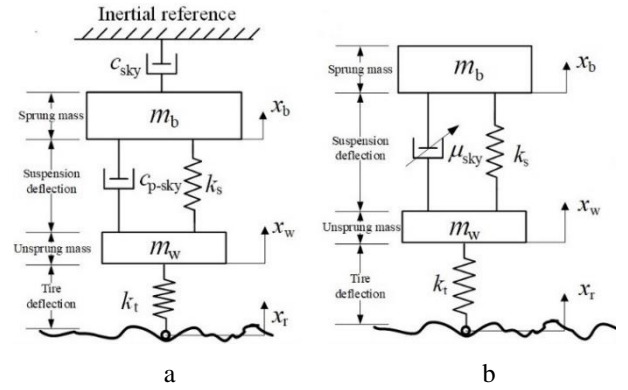 Inertial reference
c_sky
Sprung mass
m_b
x_b
Suspension
deflection
c_p-sky
k_s
Unsprung mass
m_w
x_w
Tire
deflection
k_t
x_r
a
Sprung mass
m_b
x_b
Suspension
deflection
μ_sky
k_s
Unsprung mass
m_w
x_w
Tire
deflection
k_t
x_r
b